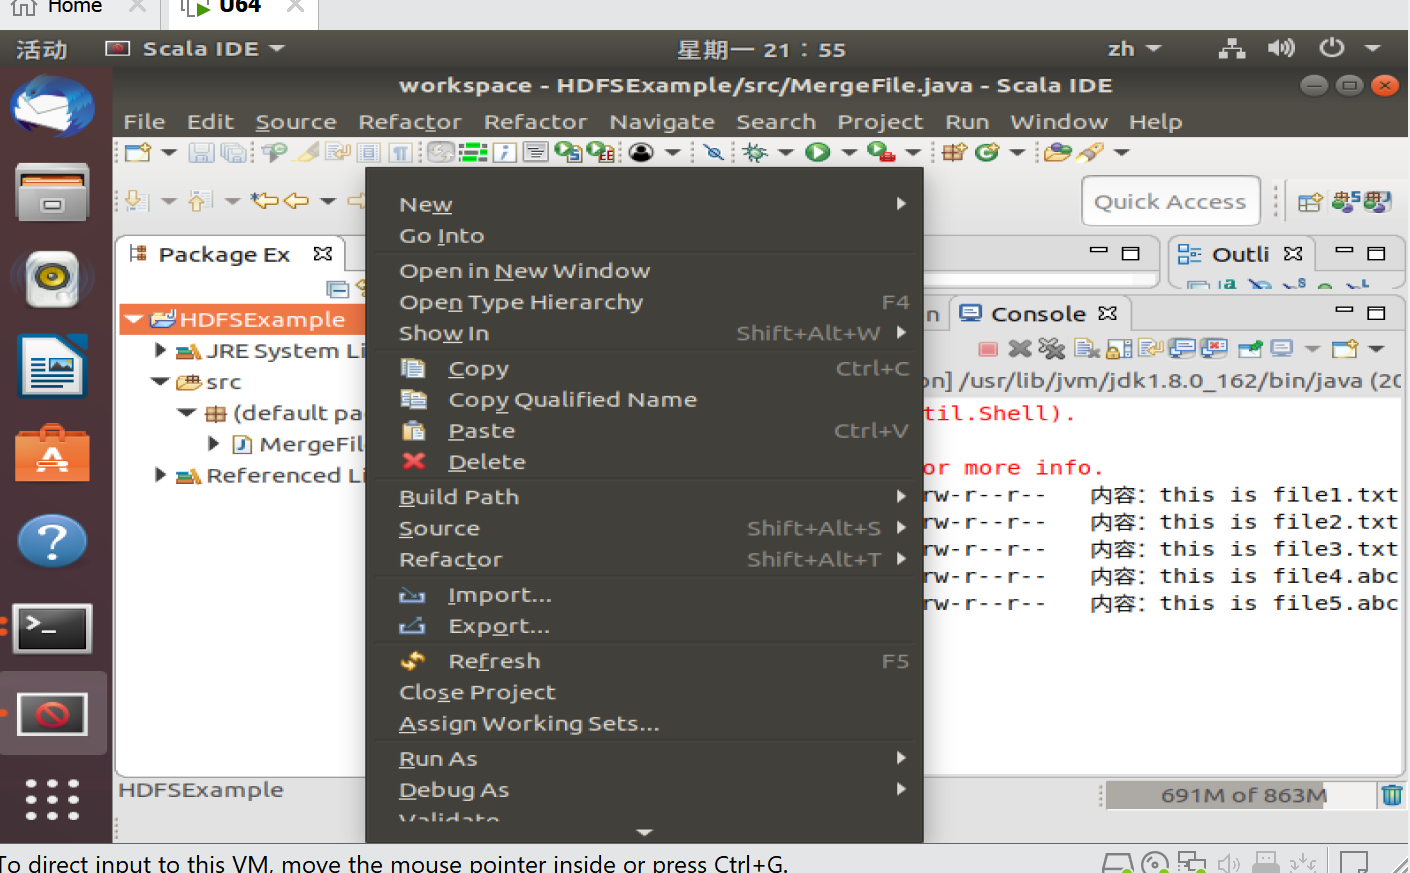 Home
U64
活动
Scala IDE
星期一 21：55
zh
workspace - HDFSExample/src/MergeFile.java - Scala IDE
File Edit Source Refactor Refactor Navigate Search Project Run Window Help
Quick Access
Package Ex
Outli
HDFSExample
JRE System Li
src
(default pa
MergeFil
Referenced Li
New
Go Into
Open in New Window
Open Type Hierarchy F4
Show In Shift+Alt+W
Copy Ctrl+C
Copy Qualified Name
Paste Ctrl+V
Delete
Build Path
Source Shift+Alt+S
Refactor Shift+Alt+T
Import...
Export...
Refresh F5
Close Project
Assign Working Sets...
Run As
Debug As
Validate
n
Console
on] /usr/lib/jvm/jdk1.8.0_162/bin/java (20
til.Shell).
or more info.
rw-r--r-- 内容：this is file1.txt
rw-r--r-- 内容：this is file2.txt
rw-r--r-- 内容：this is file3.txt
rw-r--r-- 内容：this is file4.abc
rw-r--r-- 内容：this is file5.abc
HDFSExample
691M of 863M
To direct input to this VM, move the mouse pointer inside or press Ctrl+G.